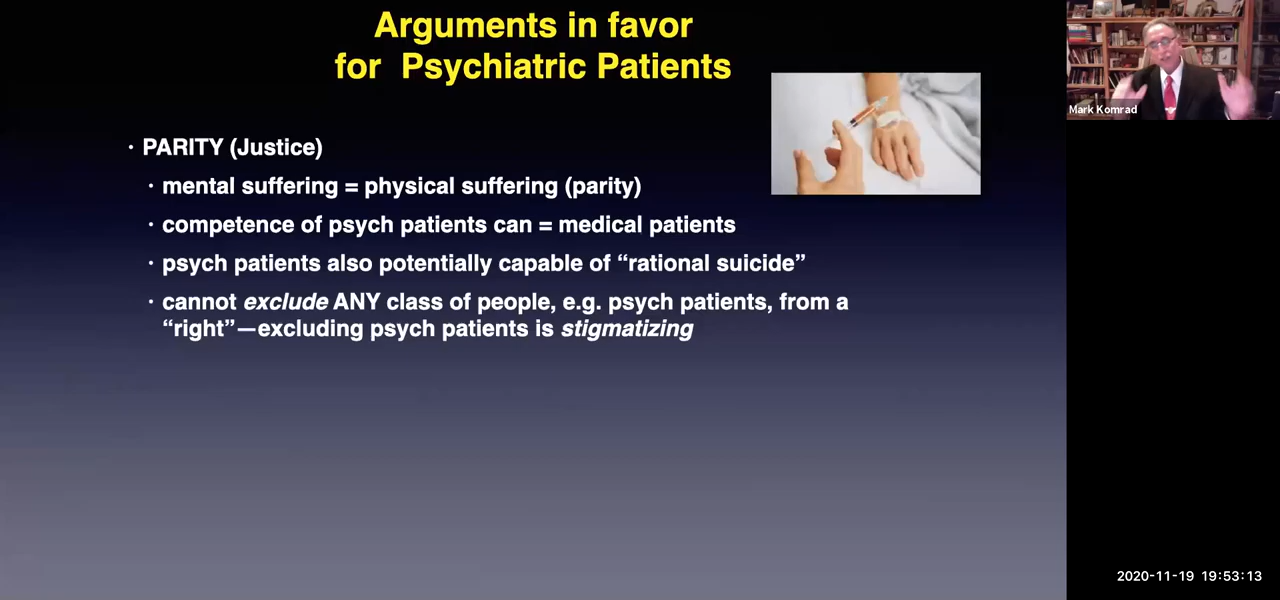 Arguments in favor
for Psychiatric Patients
Mark Komrad
· PARITY (Justice)
· mental suffering = physical suffering (parity)
· competence of psych patients can = medical patients
· psych patients also potentially capable of “rational suicide”
· cannot exclude ANY class of people, e.g. psych patients, from a
“right”—excluding psych patients is stigmatizing
2020-11-19 19:53:13